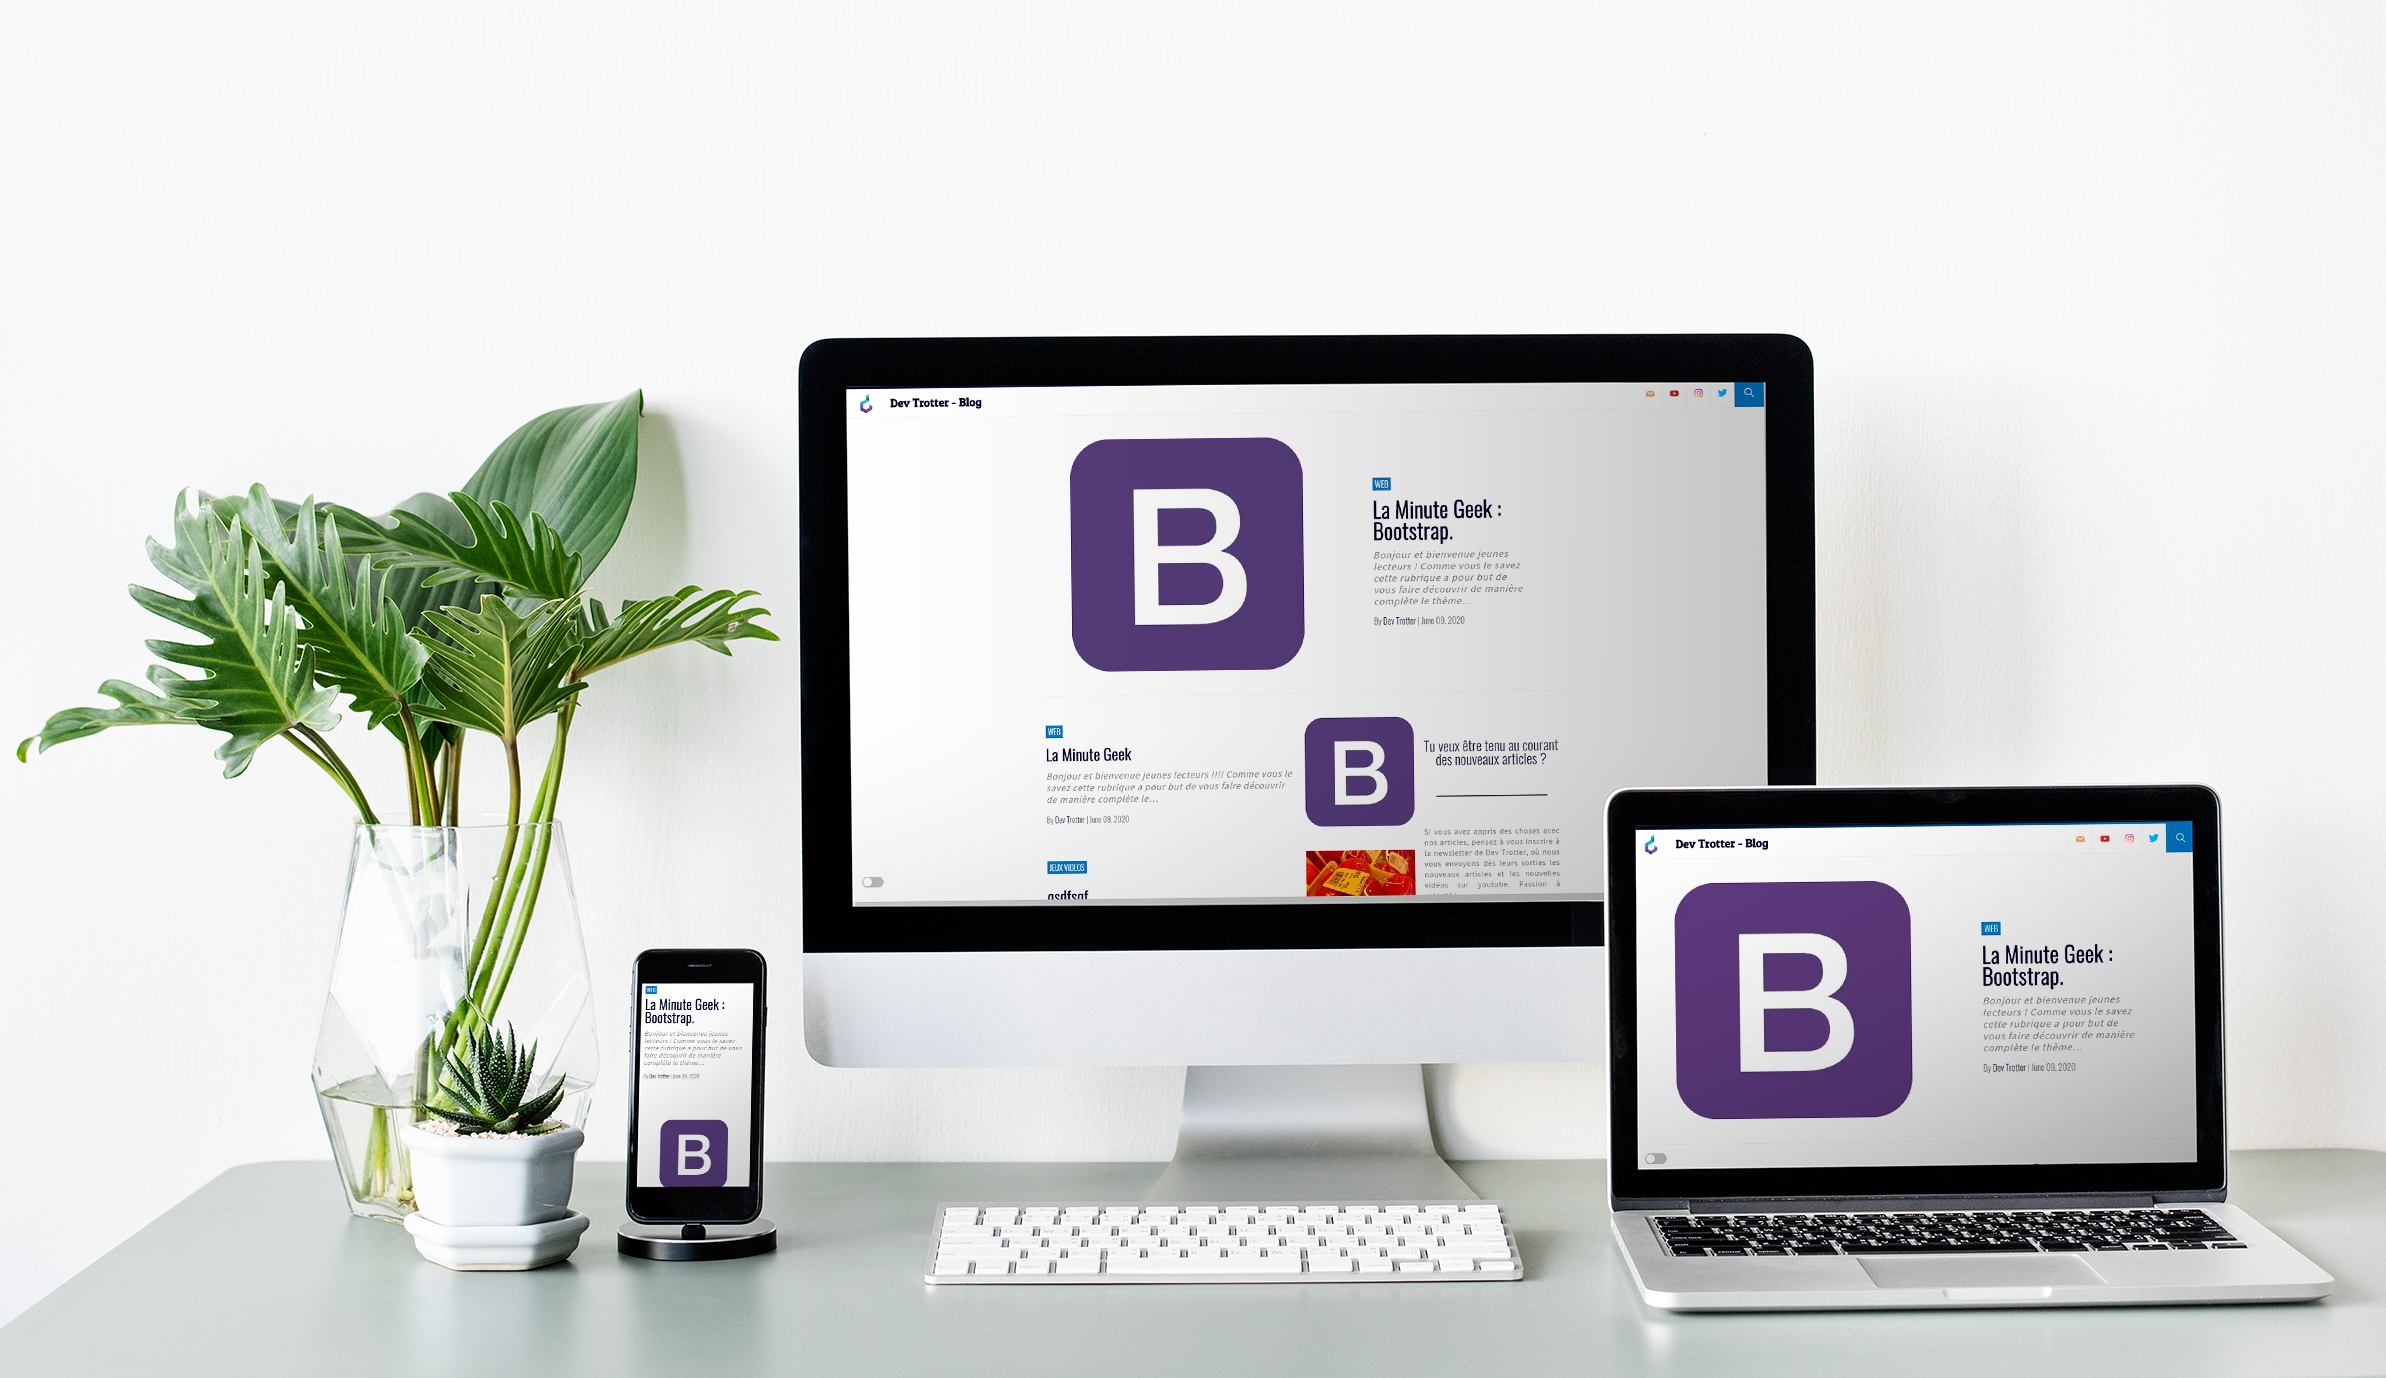 Dev Trotter - Blog
B
WEB
La Minute Geek :
Bootstrap.
Bonjour et bienvenue jeunes
lecteurs ! Comme vous le savez
cette rubrique a pour but de
vous faire découvrir de manière
complète le thème...
By Dev Trotter | June 09, 2020
WEB
La Minute Geek
Bonjour et bienvenue jeunes lecteurs !!!! Comme vous le
savez cette rubrique a pour but de vous faire découvrir
de manière complète le...
By Dev Trotter | June 09, 2020
B
Tu veux être tenu au courant
des nouveaux articles ?
Si vous avez appris des choses avec
nos articles, pensez à vous inscrire à
la newsletter de Dev Trotter, où nous
vous envoyons dès leurs sorties les
nouveaux articles et les nouvelles
vidéos sur youtube. Passion à
JEUX VIDEOS
qsdfsqf
WEB
La Minute Geek :
Bootstrap.
Bonjour et bienvenue jeunes
lecteurs ! Comme vous le savez
cette rubrique a pour but de vous
faire découvrir de manière
complète le thème...
By Dev Trotter | June 09, 2020
B
Dev Trotter - Blog
B
WEB
La Minute Geek :
Bootstrap.
Bonjour et bienvenue jeunes
lecteurs ! Comme vous le savez
cette rubrique a pour but de
vous faire découvrir de manière
complète le thème...
By Dev Trotter | June 09, 2020